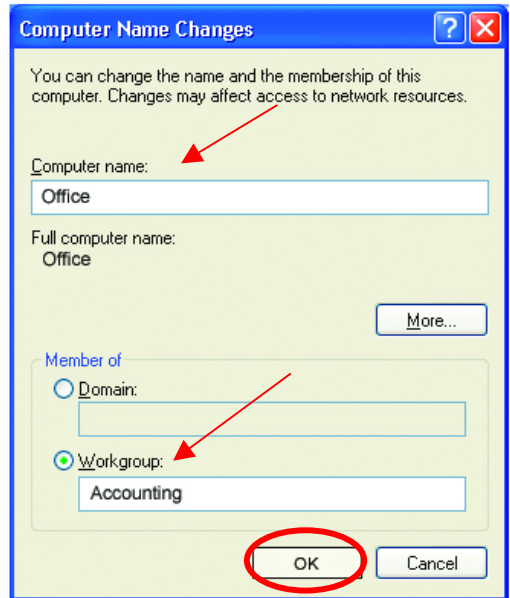 Computer Name Changes
You can change the name and the membership of this
computer. Changes may affect access to network resources.
Computer name:
Office
Full computer name:
Office
More...
Member of
Domain:
Workgroup:
Accounting
OK Cancel